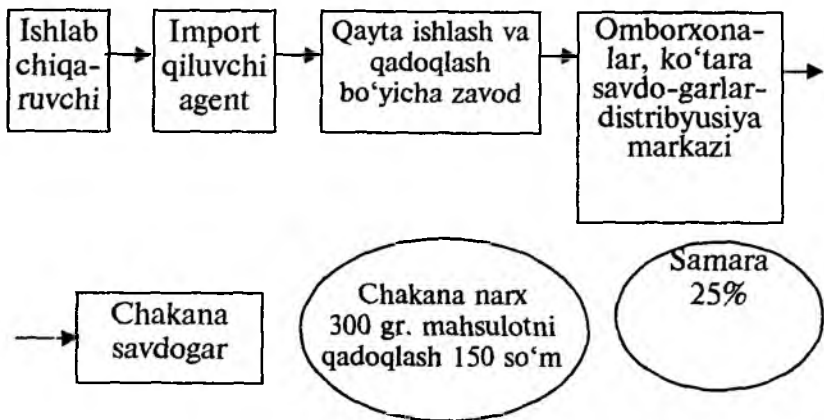 Ishlab
chiqa-
ruvchi
Import
qiluvchi
agent
Qayta ishlash va
qadoqlash
bo‘yicha zavod
Omborxona-
lar, ko‘tara
savdo-garlar-
distribyusiya
markazi
Chakana
savdogar
Chakana narx
300 gr. mahsulotni
qadoqlash 150 so‘m
Samara
25%